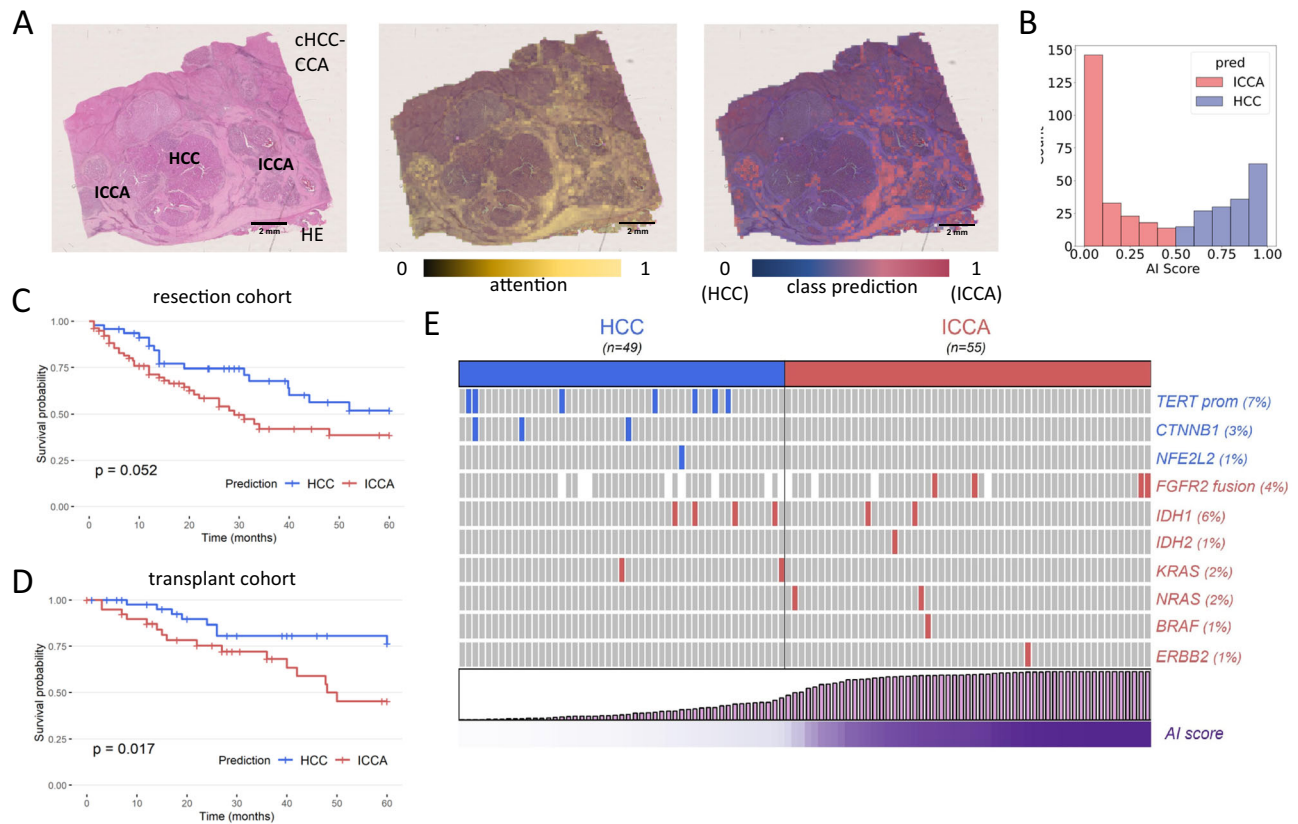 A
cHCC-
CCA
HCC
ICCA
ICCA
2 mm
HE
2 mm
2 mm
0
1
attention
0
1
(HCC)
class prediction
(ICCA)
B
150
125
100
75
50
25
0
0.00
0.25
0.50
0.75
1.00
AI Score
pred
ICCA
HCC
C
resection cohort
1.00
0.75
0.50
0.25
0.00
Survival probability
p = 0.052
Prediction
HCC
ICCA
0
10
20
30
40
50
60
Time (months)
D
transplant cohort
1.00
0.75
0.50
0.25
0.00
Survival probability
p = 0.017
Prediction
HCC
ICCA
0
10
20
30
40
50
60
Time (months)
E
HCC
(n=49)
ICCA
(n=55)
TERT prom (7%)
CTNNB1 (3%)
NFE2L2 (1%)
FGFR2 fusion (4%)
IDH1 (6%)
IDH2 (1%)
KRAS (2%)
NRAS (2%)
BRAF (1%)
ERBB2 (1%)
AI score